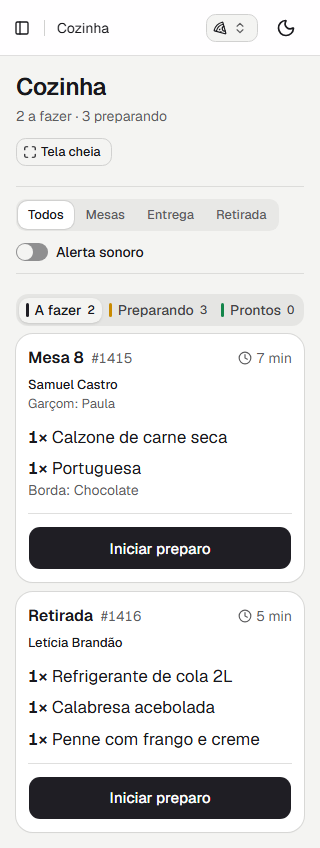 Cozinha
Cozinha
2 a fazer · 3 preparando
Tela cheia
Todos Mesas Entrega Retirada
Alerta sonoro
A fazer 2 Preparando 3 Prontos 0
Mesa 8 #1415 7 min
Samuel Castro
Garçom: Paula
1× Calzone de carne seca
1× Portuguesa
Borda: Chocolate
Iniciar preparo
Retirada #1416 5 min
Letícia Brandão
1× Refrigerante de cola 2L
1× Calabresa acebolada
1× Penne com frango e creme
Iniciar preparo